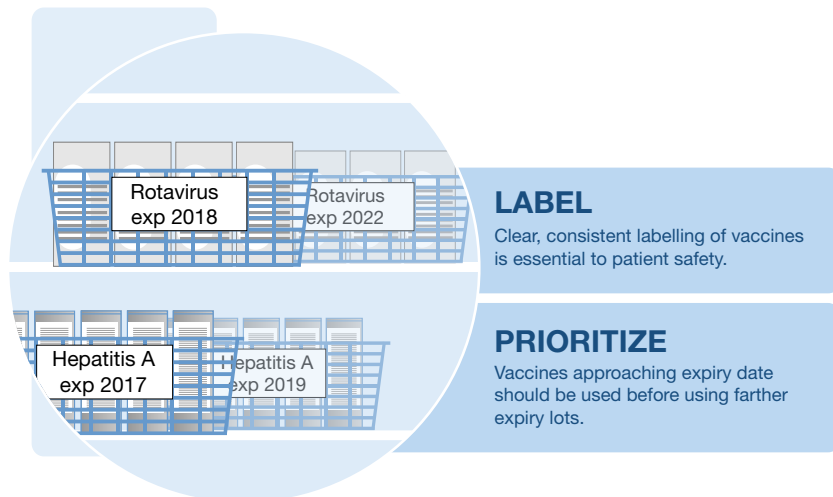 Rotavirus
exp 2018
Rotavirus
exp 2022
LABEL
Clear, consistent labelling of vaccines
is essential to patient safety.
Hepatitis A
exp 2017
Hepatitis A
exp 2019
PRIORITIZE
Vaccines approaching expiry date
should be used before using farther
expiry lots.